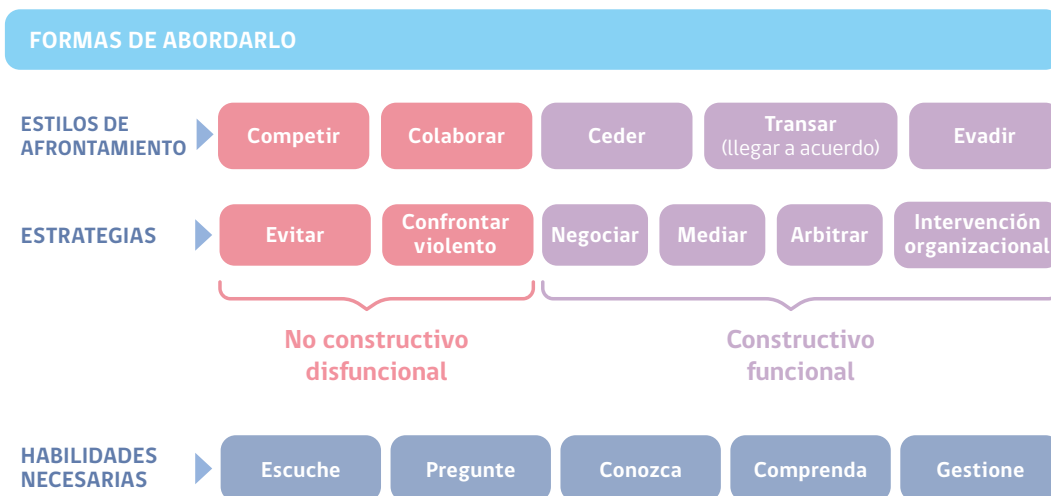 FORMAS DE ABORDARLO
ESTILOS DE
AFRONTAMIENTO
Competir
Colaborar
Ceder
Transar
(llegar a acuerdo)
Evadir
ESTRATEGIAS
Evitar
Confrontar
violento
Negociar
Mediar
Arbitrar
Intervención
organizacional
No constructivo
disfuncional
Constructivo
funcional
HABILIDADES
NECESARIAS
Escuche
Pregunte
Conozca
Comprenda
Gestione